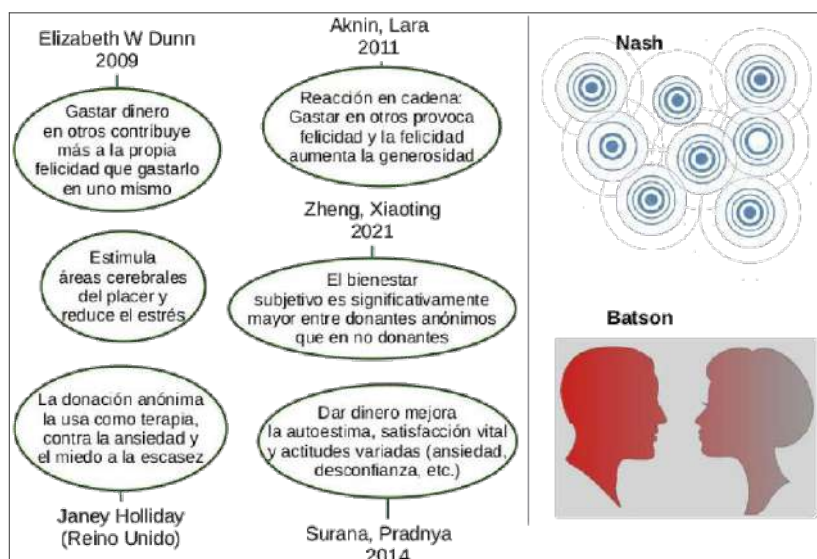 Elizabeth W Dunn
2009
Gastar dinero
en otros contribuye
más a la propia
felicidad que gastarlo
en uno mismo
Estimula
áreas cerebrales
del placer y
reduce el estrés
La donación anónima
la usa como terapia,
contra la ansiedad y
el miedo a la escasez
Janey Holliday
(Reino Unido)
Aknin, Lara
2011
Reacción en cadena:
Gastar en otros provoca
felicidad y la felicidad
aumenta la generosidad
Zheng, Xiaoting
2021
El bienestar
subjetivo es significativamente
mayor entre donantes anónimos
que en no donantes
Dar dinero mejora
la autoestima, satisfacción vital
y actitudes variadas (ansiedad,
desconfianza, etc.)
Surana, Pradnya
2014
Nash
Batson